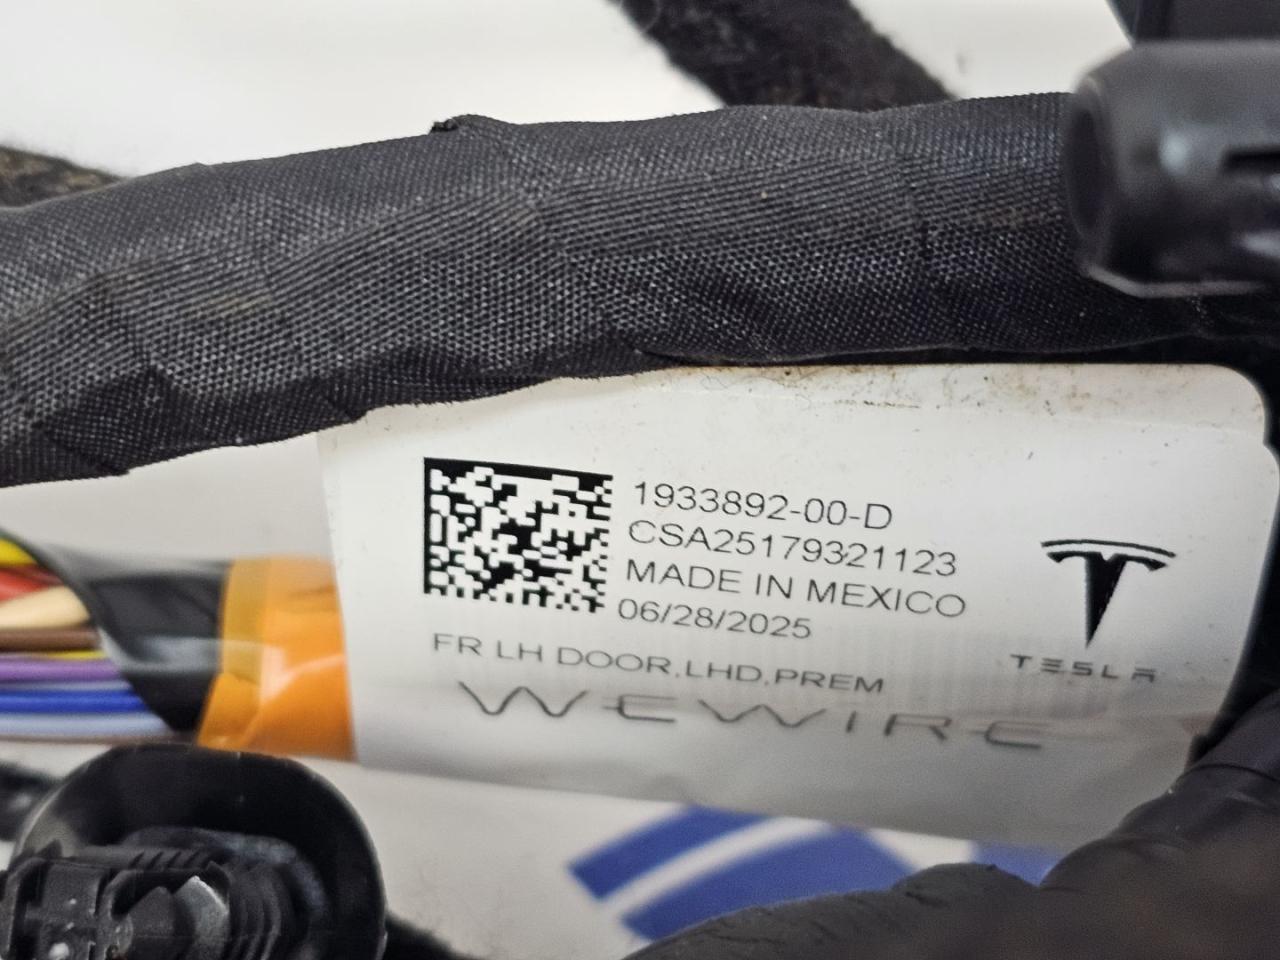 1933892-00-D
CSA25179321123
MADE IN MEXICO
06/28/2025
FR LH DOOR,LHD,PREM
WEWIRE
TESLA